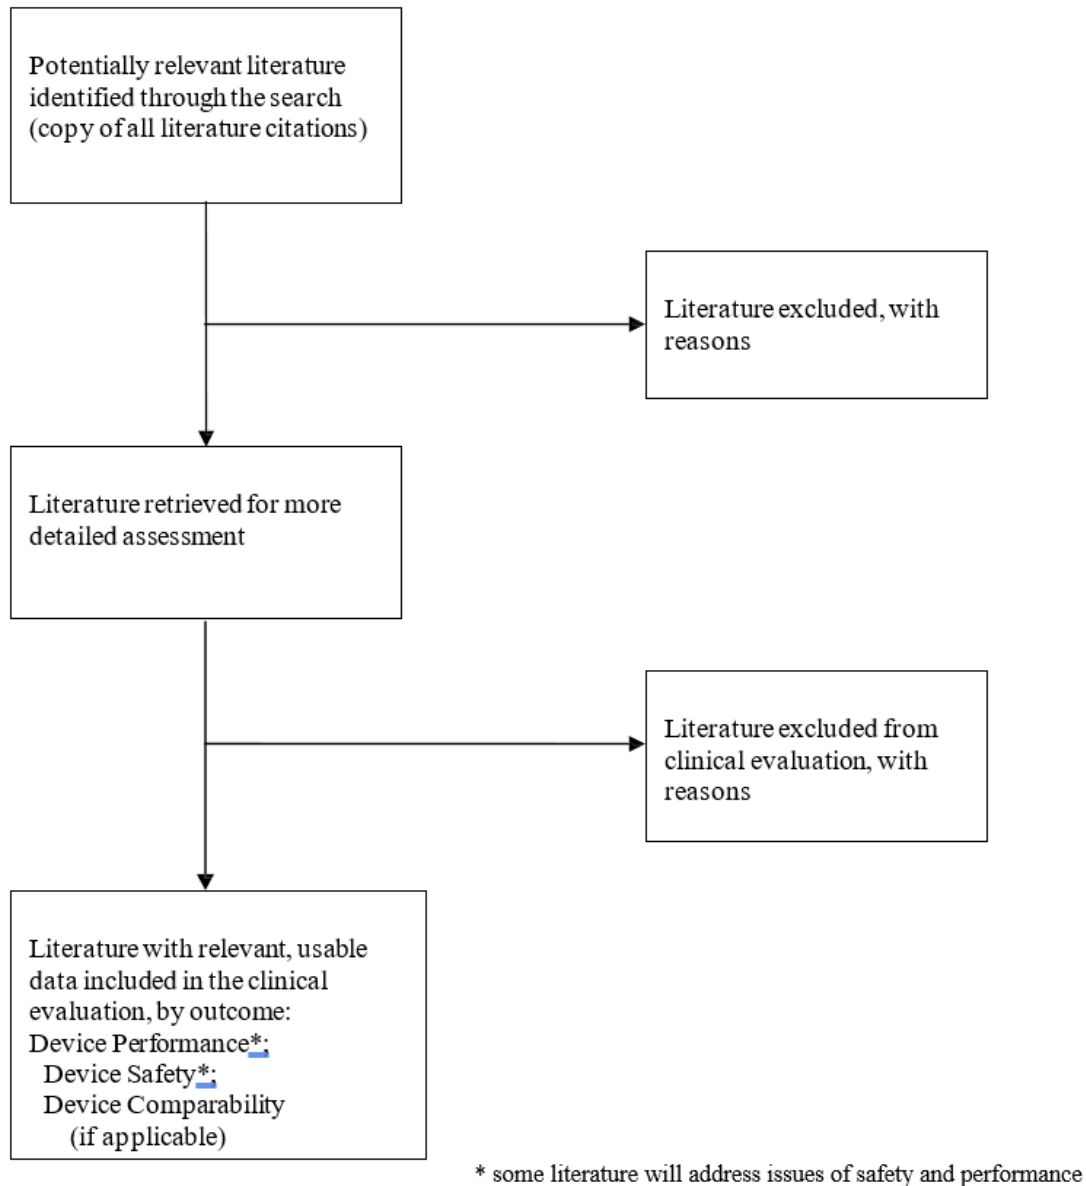 Potentially relevant literature
identified through the search
(copy of all literature citations)
Literature excluded, with
reasons
Literature retrieved for more
detailed assessment
Literature excluded from
clinical evaluation, with
reasons
Literature with relevant, usable
data included in the clinical
evaluation, by outcome:
Device Performance*;
Device Safety*;
Device Comparability
(if applicable)
* some literature will address issues of safety and performance